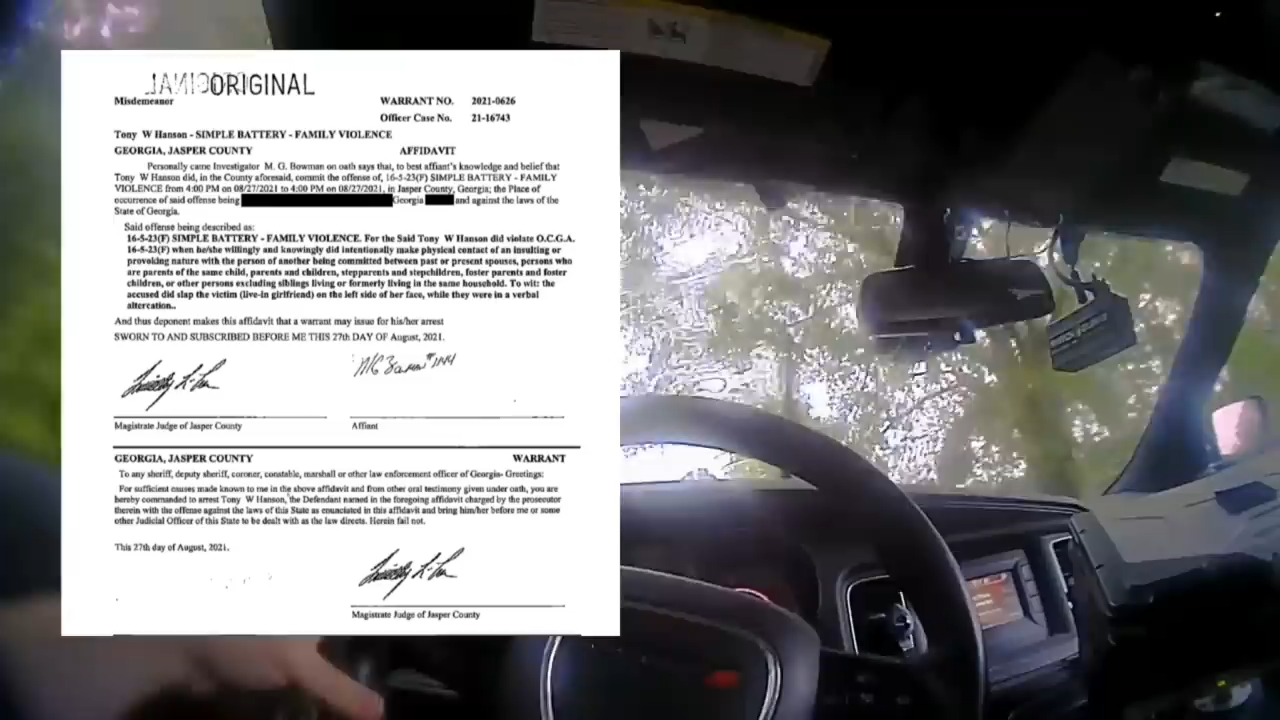 ORIGINAL
Misdemeanor WARRANT NO. 2021-0626
Officer Case No. 21-16743
Tony W Hanson - SIMPLE BATTERY - FAMILY VIOLENCE
GEORGIA, JASPER COUNTY AFFIDAVIT
Personally came Investigator M. G. Bowman on oath says that, to best affiant's knowledge and belief that
Tony W Hanson did, in the County aforesaid, commit the offense of, 16-5-23(F) SIMPLE BATTERY - FAMILY
VIOLENCE from 4:00 PM on 08/27/2021 to 4:00 PM on 08/27/2021, in Jasper County, Georgia; the Place of
occurrence of said offense being Georgia and against the laws of the
State of Georgia.
Said offense being described as:
16-5-23(F) SIMPLE BATTERY - FAMILY VIOLENCE. For the Said Tony W Hanson did violate O.C.G.A.
16-5-23(F) when he/she willingly and knowingly did intentionally make physical contact of an insulting or
provoking nature with the person of another being committed between past or present spouses, persons who
are parents of the same child, parents and children, stepparents and stepchildren, foster parents and foster
children, or other persons excluding siblings living or formerly living in the same household. To wit: the
accused did slap the victim (live-in girlfriend) on the left side of her face, while they were in a verbal
altercation..
And thus deponent makes this affidavit that a warrant may issue for his/her arrest
SWORN TO AND SUBSCRIBED BEFORE ME THIS 27th DAY OF August, 2021.
Magistrate Judge of Jasper County Affiant
GEORGIA, JASPER COUNTY WARRANT
To any sheriff, deputy sheriff, coroner, constable, marshall or other law enforcement officer of Georgia- Greetings:
For sufficient causes made known to me in the above affidavit and from other oral testimony given under oath, you are
hereby commanded to arrest Tony W Hanson, the Defendant named in the foregoing affidavit charged by the prosecutor
therein with the offense against the laws of this State as enunciated in this affidavit and bring him/her before me or some
other Judicial Officer of this State to be dealt with as the law directs. Herein fail not.
This 27th day of August, 2021.
Magistrate Judge of Jasper County